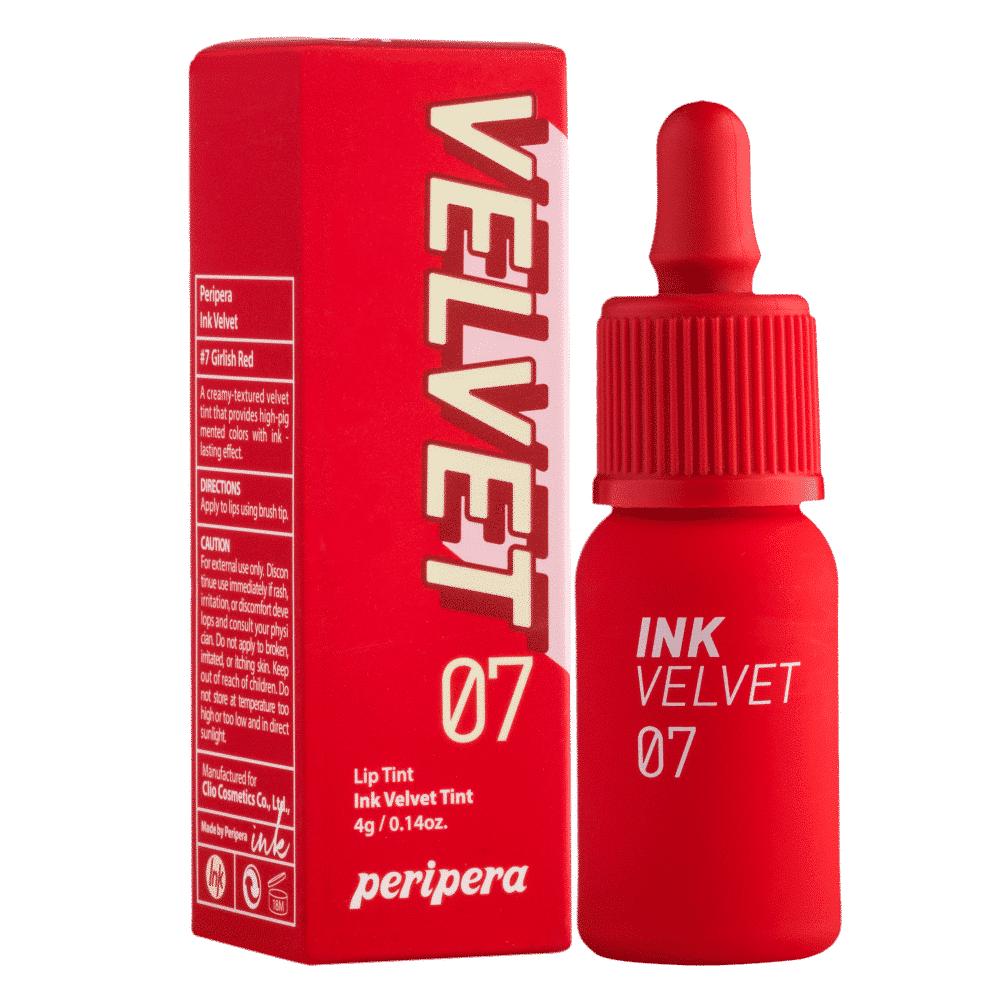 Peripera
Ink Velvet
#7 Girlish Red
A creamy-textured velvet
tint that provides high-pig
mented colors with ink -
lasting effect.
DIRECTIONS
Apply to lips using brush tip.
CAUTION
For external use only. Discon
tinue use immediately if rash,
irritation, or discomfort deve
lops and consult your physi
cian. Do not apply to broken,
irritated, or itching skin. Keep
out of reach of children. Do
not store at temperature too
high or too low and in direct
sunlight.
Manufactured for
Clio Cosmetics Co., Ltd.,
Made by Peripera
ink
Ink
18M
VELVET
07
Lip Tint
Ink Velvet Tint
4g / 0.14oz.
peripera
INK
VELVET
07